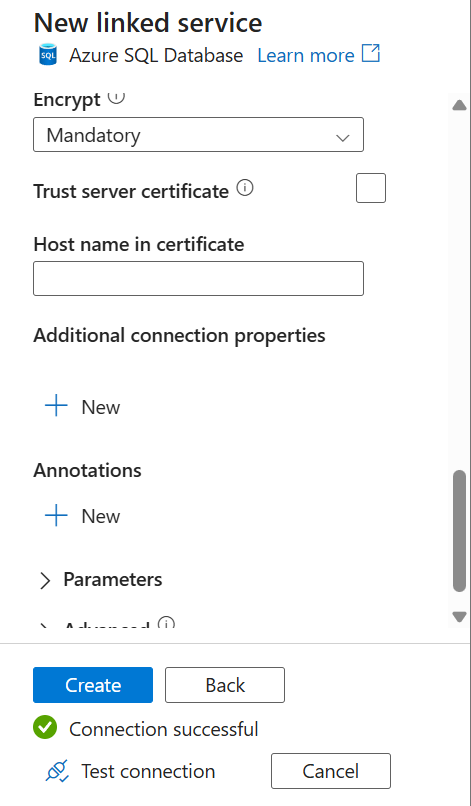 New linked service
SQL Azure SQL Database Learn more
Encrypt
Mandatory
Trust server certificate
Host name in certificate
Additional connection properties
New
Annotations
New
Parameters
Advanced
Create Back
Connection successful
Test connection Cancel